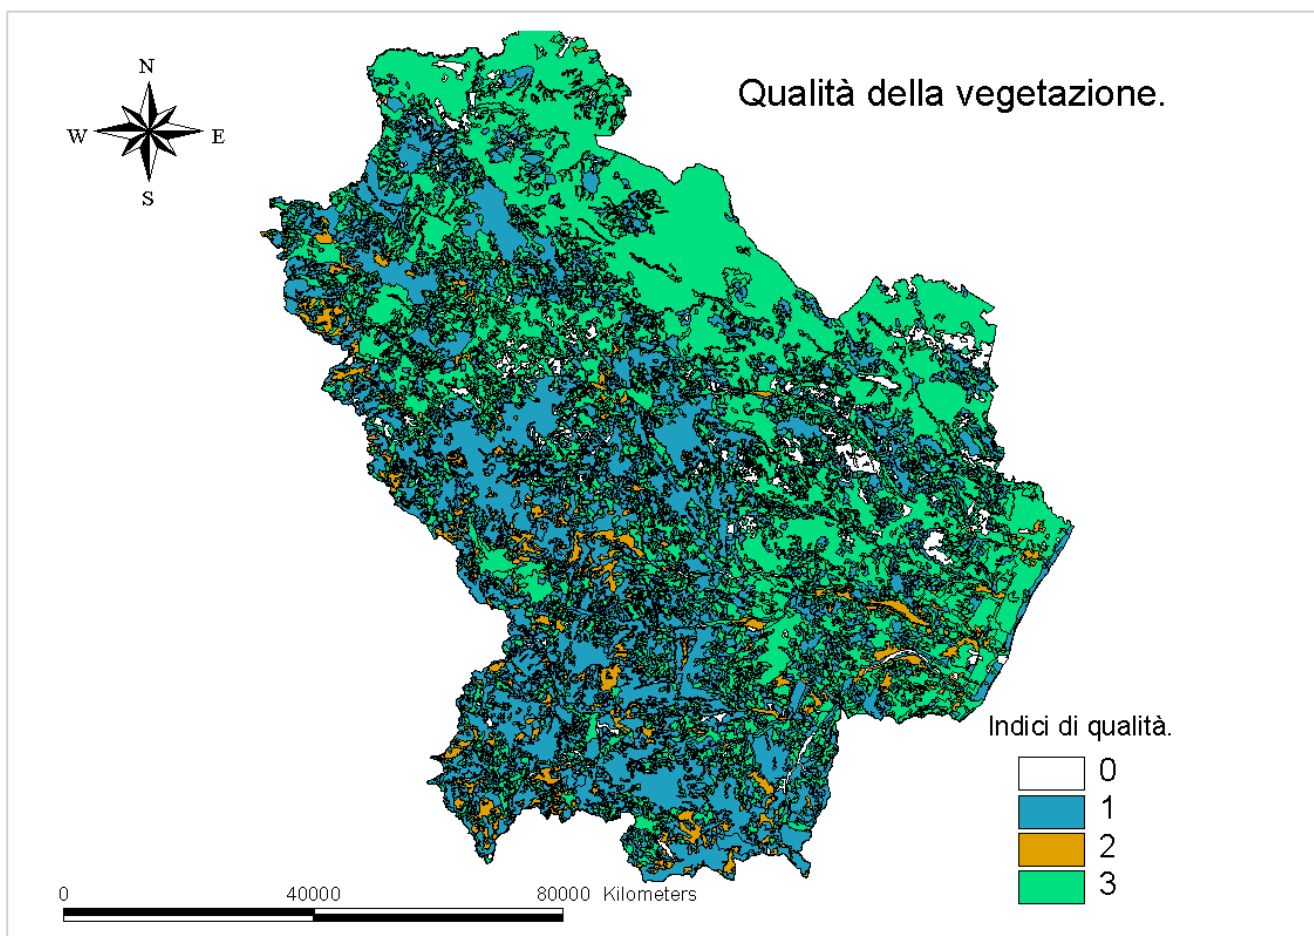 N
Qualità della vegetazione.
W E
S
Indici di qualità.
0
1
2
3
0 40000 80000 Kilometers